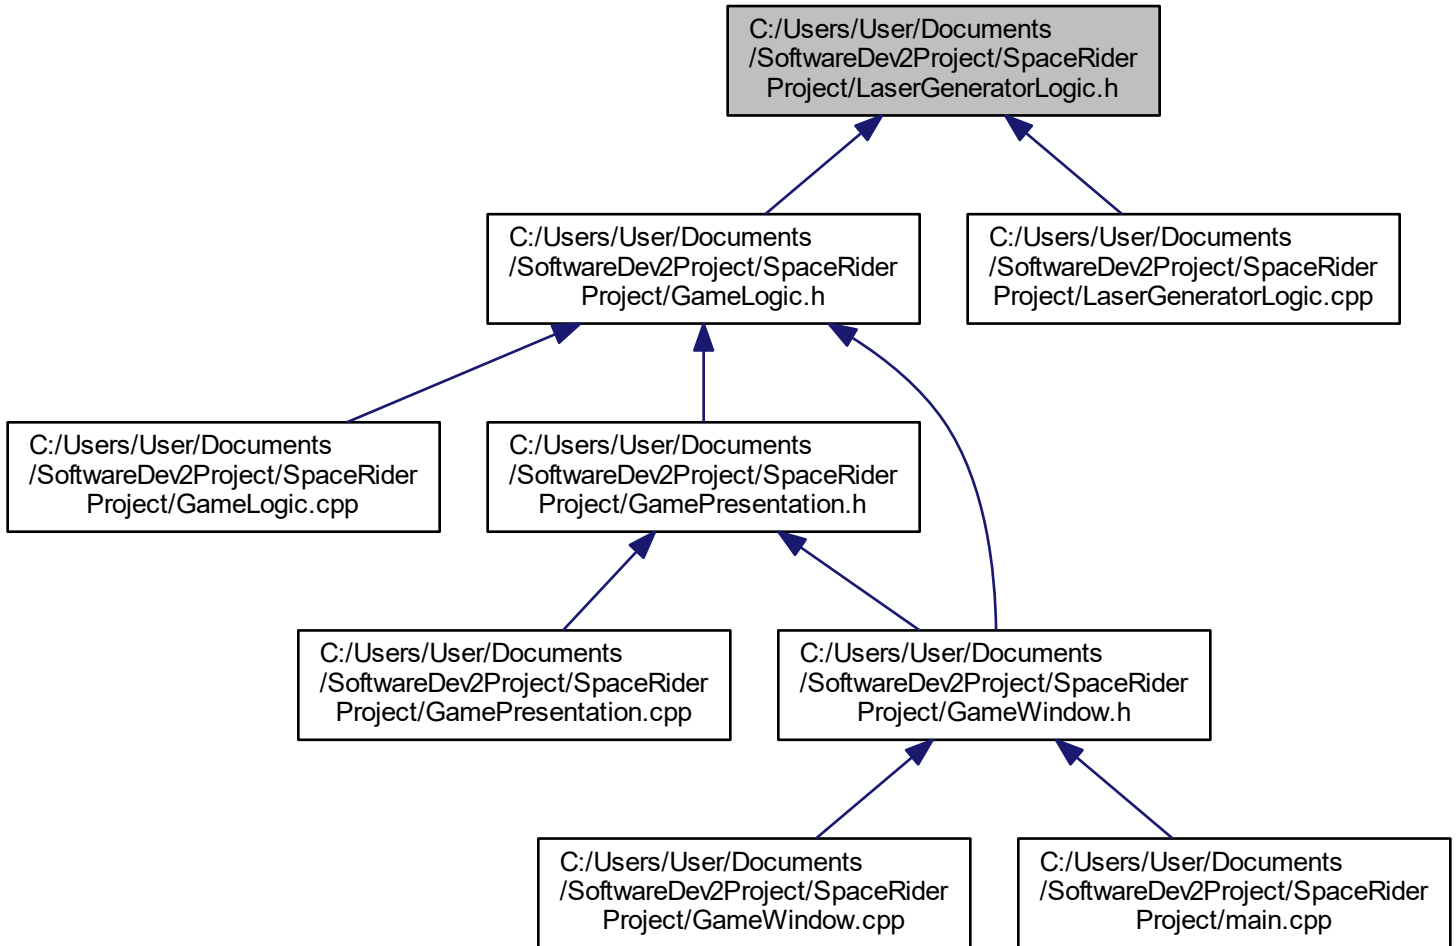 C:/Users/User/Documents
/SoftwareDev2Project/SpaceRider
Project/LaserGeneratorLogic.h
C:/Users/User/Documents
/SoftwareDev2Project/SpaceRider
Project/GameLogic.h
C:/Users/User/Documents
/SoftwareDev2Project/SpaceRider
Project/LaserGeneratorLogic.cpp
C:/Users/User/Documents
/SoftwareDev2Project/SpaceRider
Project/GameLogic.cpp
C:/Users/User/Documents
/SoftwareDev2Project/SpaceRider
Project/GamePresentation.h
C:/Users/User/Documents
/SoftwareDev2Project/SpaceRider
Project/GamePresentation.cpp
C:/Users/User/Documents
/SoftwareDev2Project/SpaceRider
Project/GameWindow.h
C:/Users/User/Documents
/SoftwareDev2Project/SpaceRider
Project/GameWindow.cpp
C:/Users/User/Documents
/SoftwareDev2Project/SpaceRider
Project/main.cpp